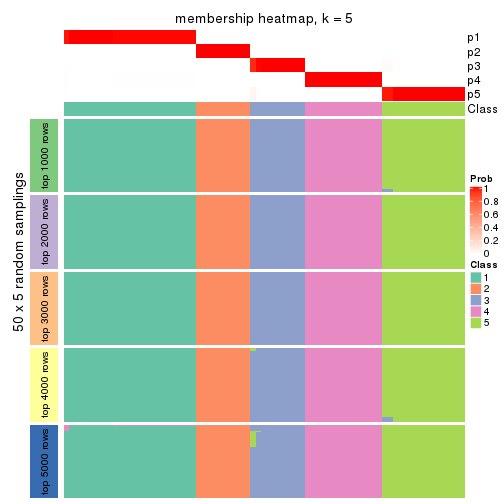 membership heatmap, k = 5
p1
p2
p3
p4
p5
Class
50 x 5 random samplings
top 1000 rows
top 2000 rows
top 3000 rows
top 4000 rows
top 5000 rows
Prob
1
0.8
0.6
0.4
0.2
0
Class
1
2
3
4
5